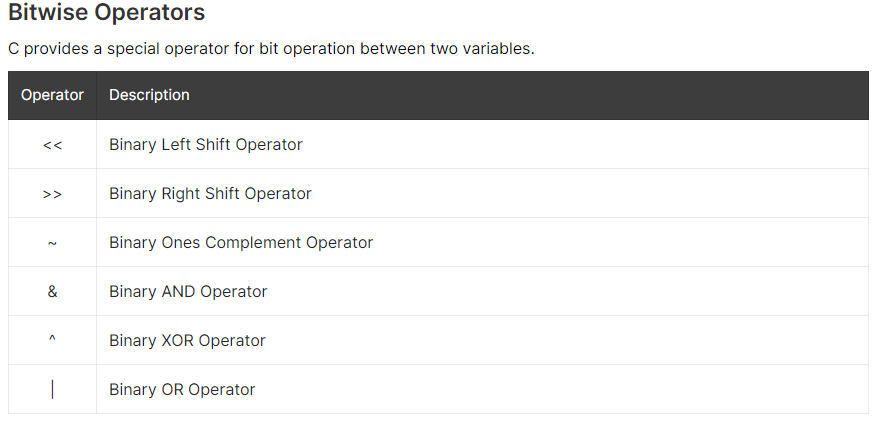 Bitwise Operators
C provides a special operator for bit operation between two variables.
Operator Description
<< Binary Left Shift Operator
>> Binary Right Shift Operator
~ Binary Ones Complement Operator
& Binary AND Operator
^ Binary XOR Operator
| Binary OR Operator